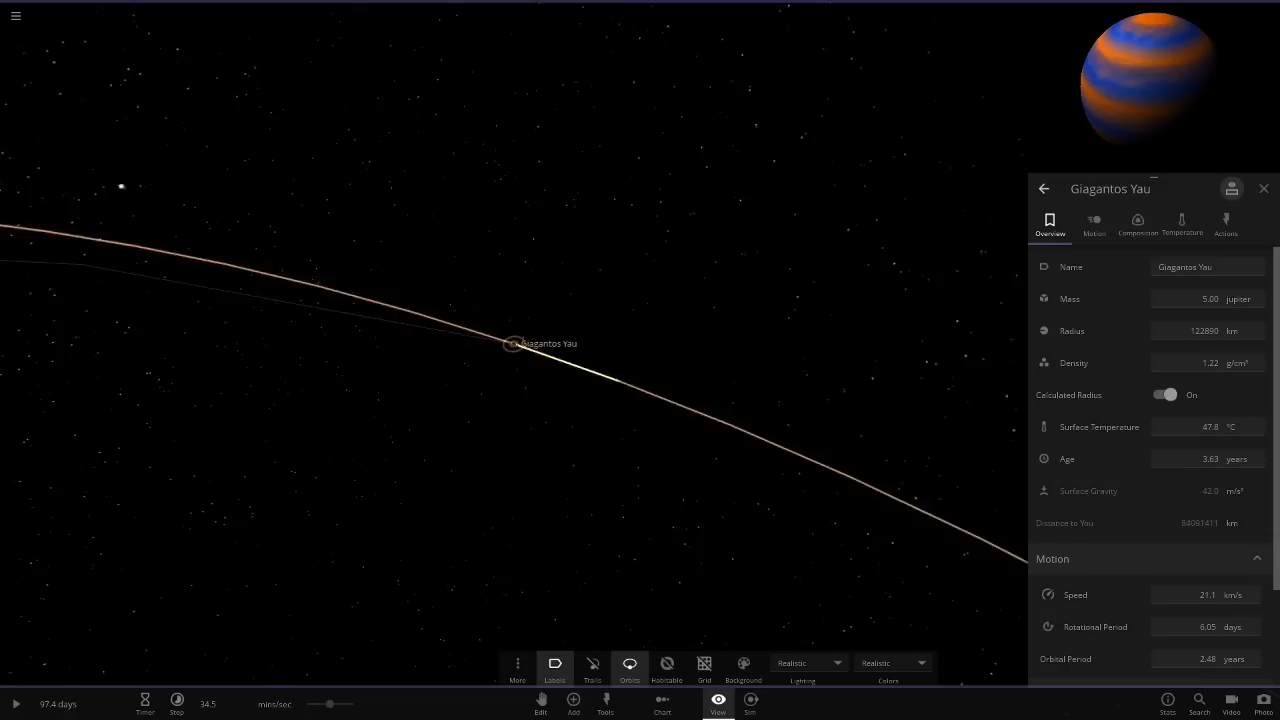 Giagantos Yau
Giagantos Yau
Overview Motion Composition Temperature Actions
Name Giagantos Yau
Mass 5.00 jupiter
Radius 122890 km
Density 1.22 g/cm³
Calculated Radius On
Surface Temperature 47.8 °C
Age 3.63 years
Surface Gravity 42.0 m/s²
Distance to You 84091411 km
Motion
Speed 21.1 km/s
Rotational Period 6.05 days
Orbital Period 2.48 years
Realistic Realistic
More Labels Trails Orbits Habitable Grid Background Lighting Colors
97.4 days Timer Step 34.5 mins/sec Edit Add Tools Chart View Sim Stats Search Video Photo